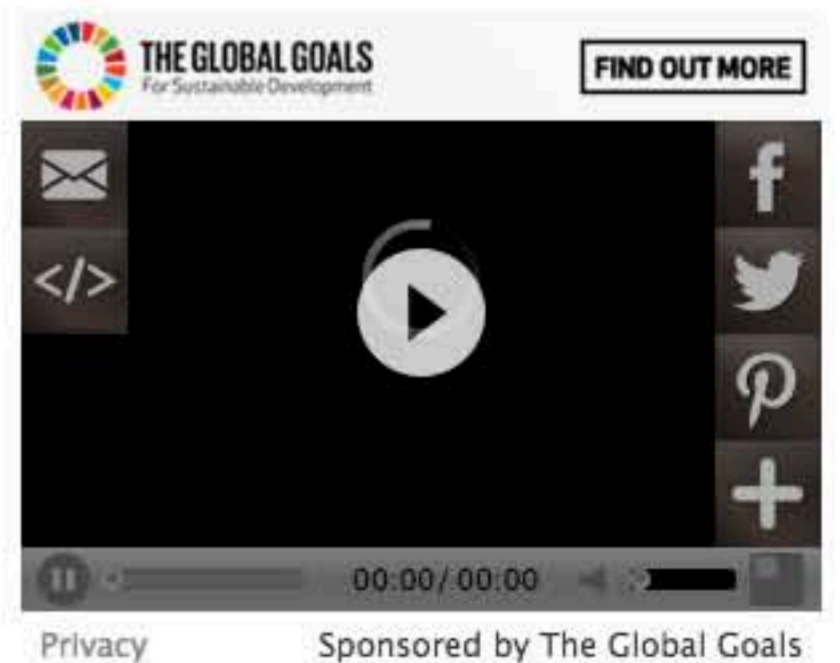 THE GLOBAL GOALS
For Sustainable Development
FIND OUT MORE
</>
00:00/00:00
Privacy
Sponsored by The Global Goals